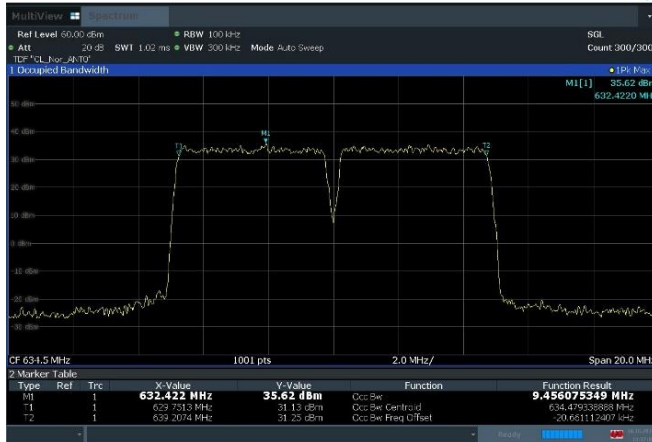 MultiView Spectrum
Ref Level 60.00 dBm RBW 100 kHz SGL
Att 20 dB SWT 1.02 ms VBW 300 kHz Mode Auto Sweep Count 300/300
TDF "CL_Nor_ANT0"
1 Occupied Bandwidth 1Pk Max
M1[1] 35.62 dBm
632.4220 MHz
50 dBm
40 dBm
M1
T1 T2
30 dBm
20 dBm
10 dBm
0 dBm
-10 dBm
-20 dBm
-30 dBm
CF 634.5 MHz 1001 pts 2.0 MHz/ Span 20.0 MHz
2 Marker Table
Type Ref Trc X-Value Y-Value Function Function Result
M1 1 632.422 MHz 35.62 dBm Occ Bw 9.456075349 MHz
T1 1 629.7513 MHz 31.13 dBm Occ Bw Centroid 634.479338888 MHz
T2 1 639.2074 MHz 31.25 dBm Occ Bw Freq Offset -20.661112407 kHz
Ready